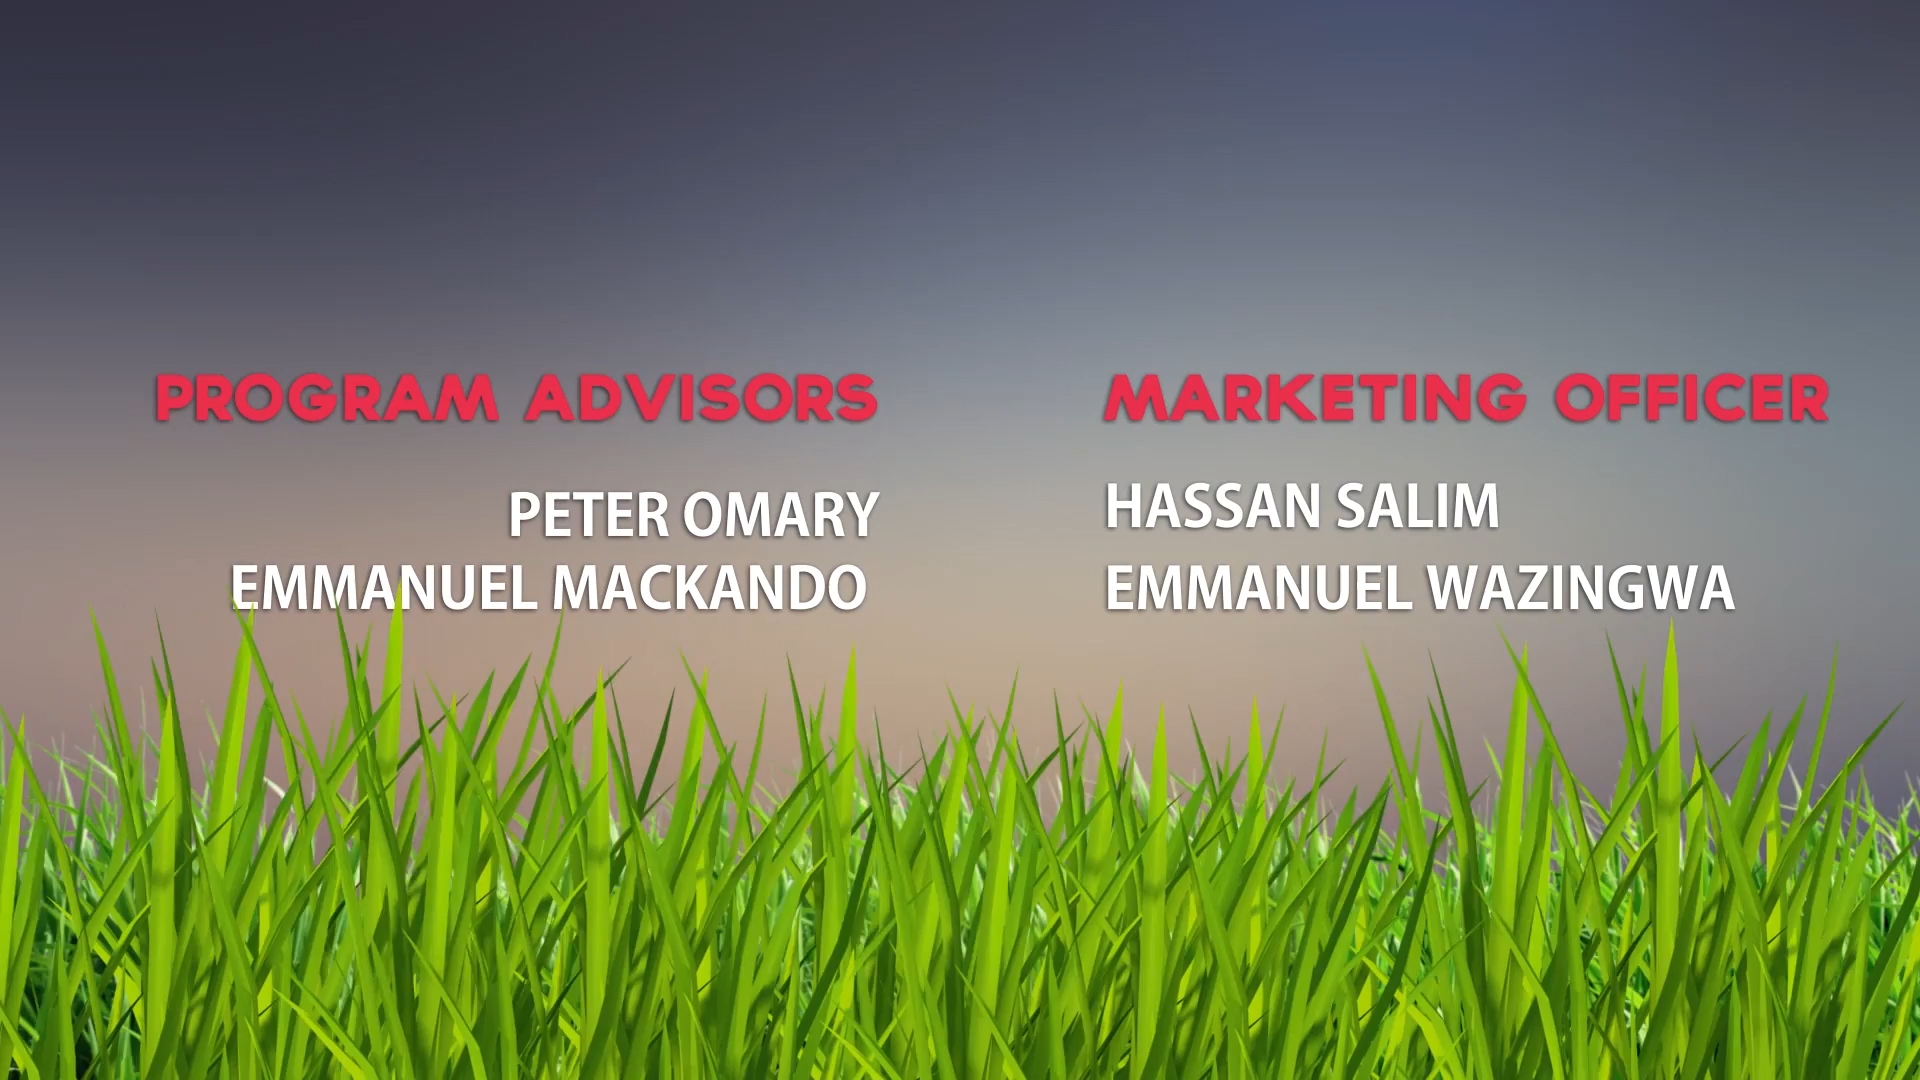 PROGRAM ADVISORS
PETER OMARY
EMMANUEL MACKANDO
MARKETING OFFICER
HASSAN SALIM
EMMANUEL WAZINGWA